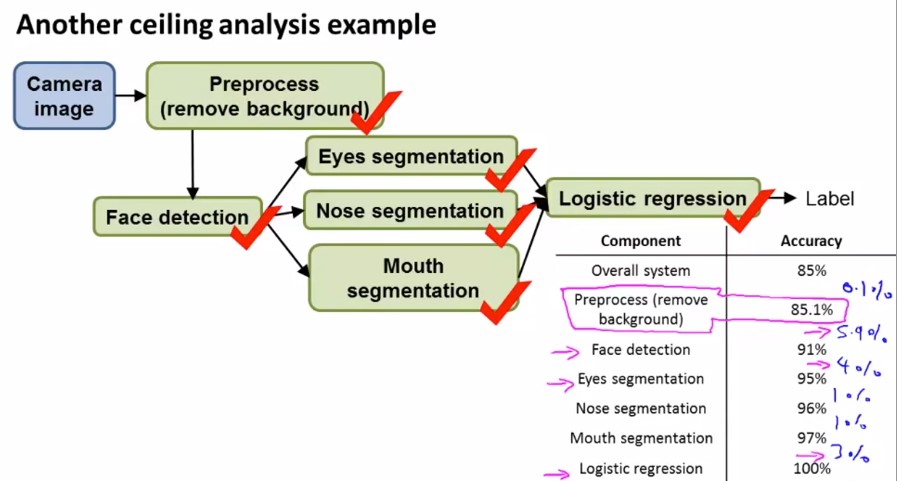 Another ceiling analysis example
Camera
image
Preprocess
(remove background)
Eyes segmentation
Face detection
Nose segmentation
Mouth
segmentation
Logistic regression
Label
Component Accuracy
Overall system 85%
0.1%
Preprocess (remove
background) 85.1%
5.9%
Face detection 91%
4%
Eyes segmentation 95%
1%
Nose segmentation 96%
1%
Mouth segmentation 97%
3%
Logistic regression 100%